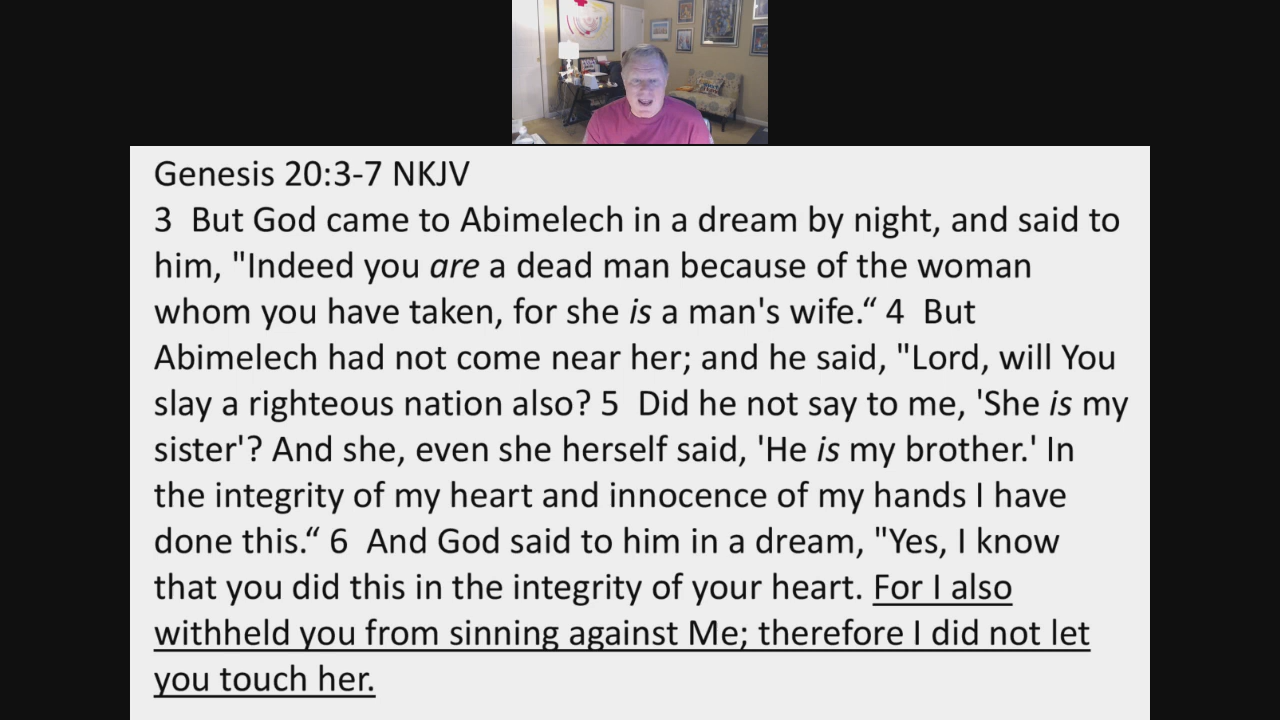 Genesis 20:3-7 NKJV
3  But God came to Abimelech in a dream by night, and said to
him, "Indeed you are a dead man because of the woman
whom you have taken, for she is a man's wife.“ 4  But
Abimelech had not come near her; and he said, "Lord, will You
slay a righteous nation also? 5  Did he not say to me, 'She is my
sister'? And she, even she herself said, 'He is my brother.' In
the integrity of my heart and innocence of my hands I have
done this.“ 6  And God said to him in a dream, "Yes, I know
that you did this in the integrity of your heart. For I also
withheld you from sinning against Me; therefore I did not let
you touch her.